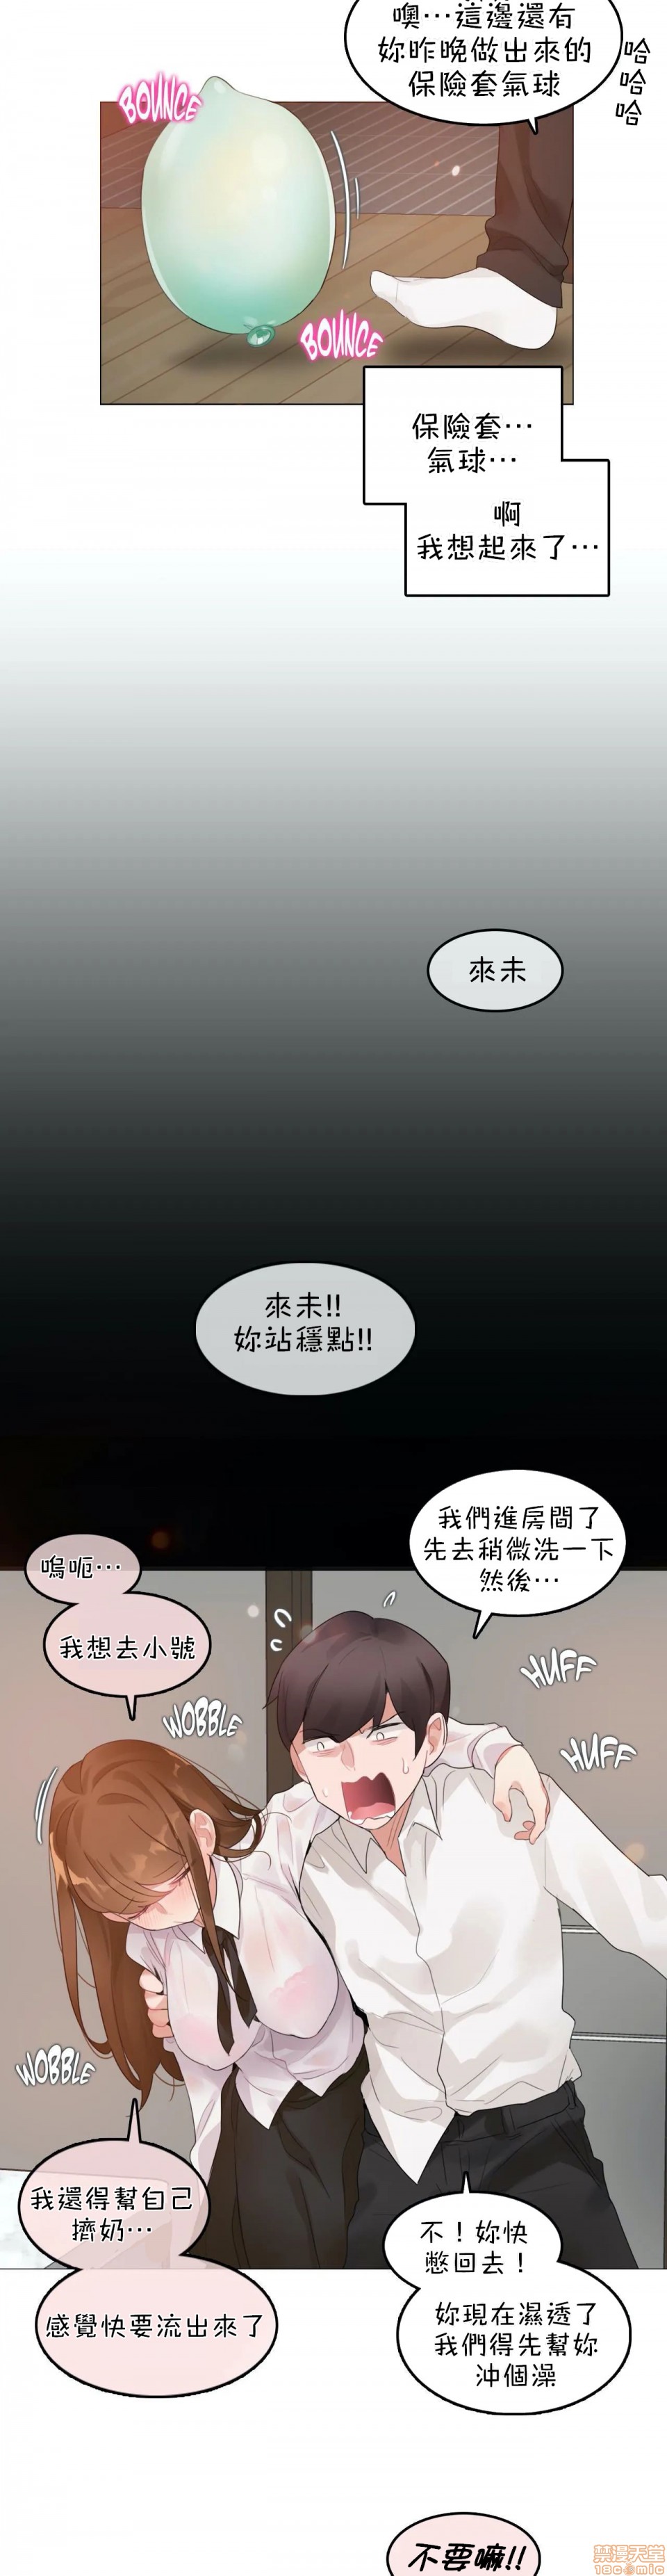 噢…這邊還有
妳昨晚做出來的
保險套氣球
哈
哈
哈
BOUNCE
BOUNCE
保險套…
氣球…
啊
我想起來了…
來未
來未!!
妳站穩點!!
我們進房間了
先去稍微洗一下
然後…
嗚呃…
我想去小號
HUFF
WOBBLE
HUFF
WOBBLE
我還得幫自己
擠奶…
感覺快要流出來了
不！妳快
憋回去！
妳現在濕透了
我們得先幫妳
沖個澡
不要嘛!!
禁漫天堂
18comic